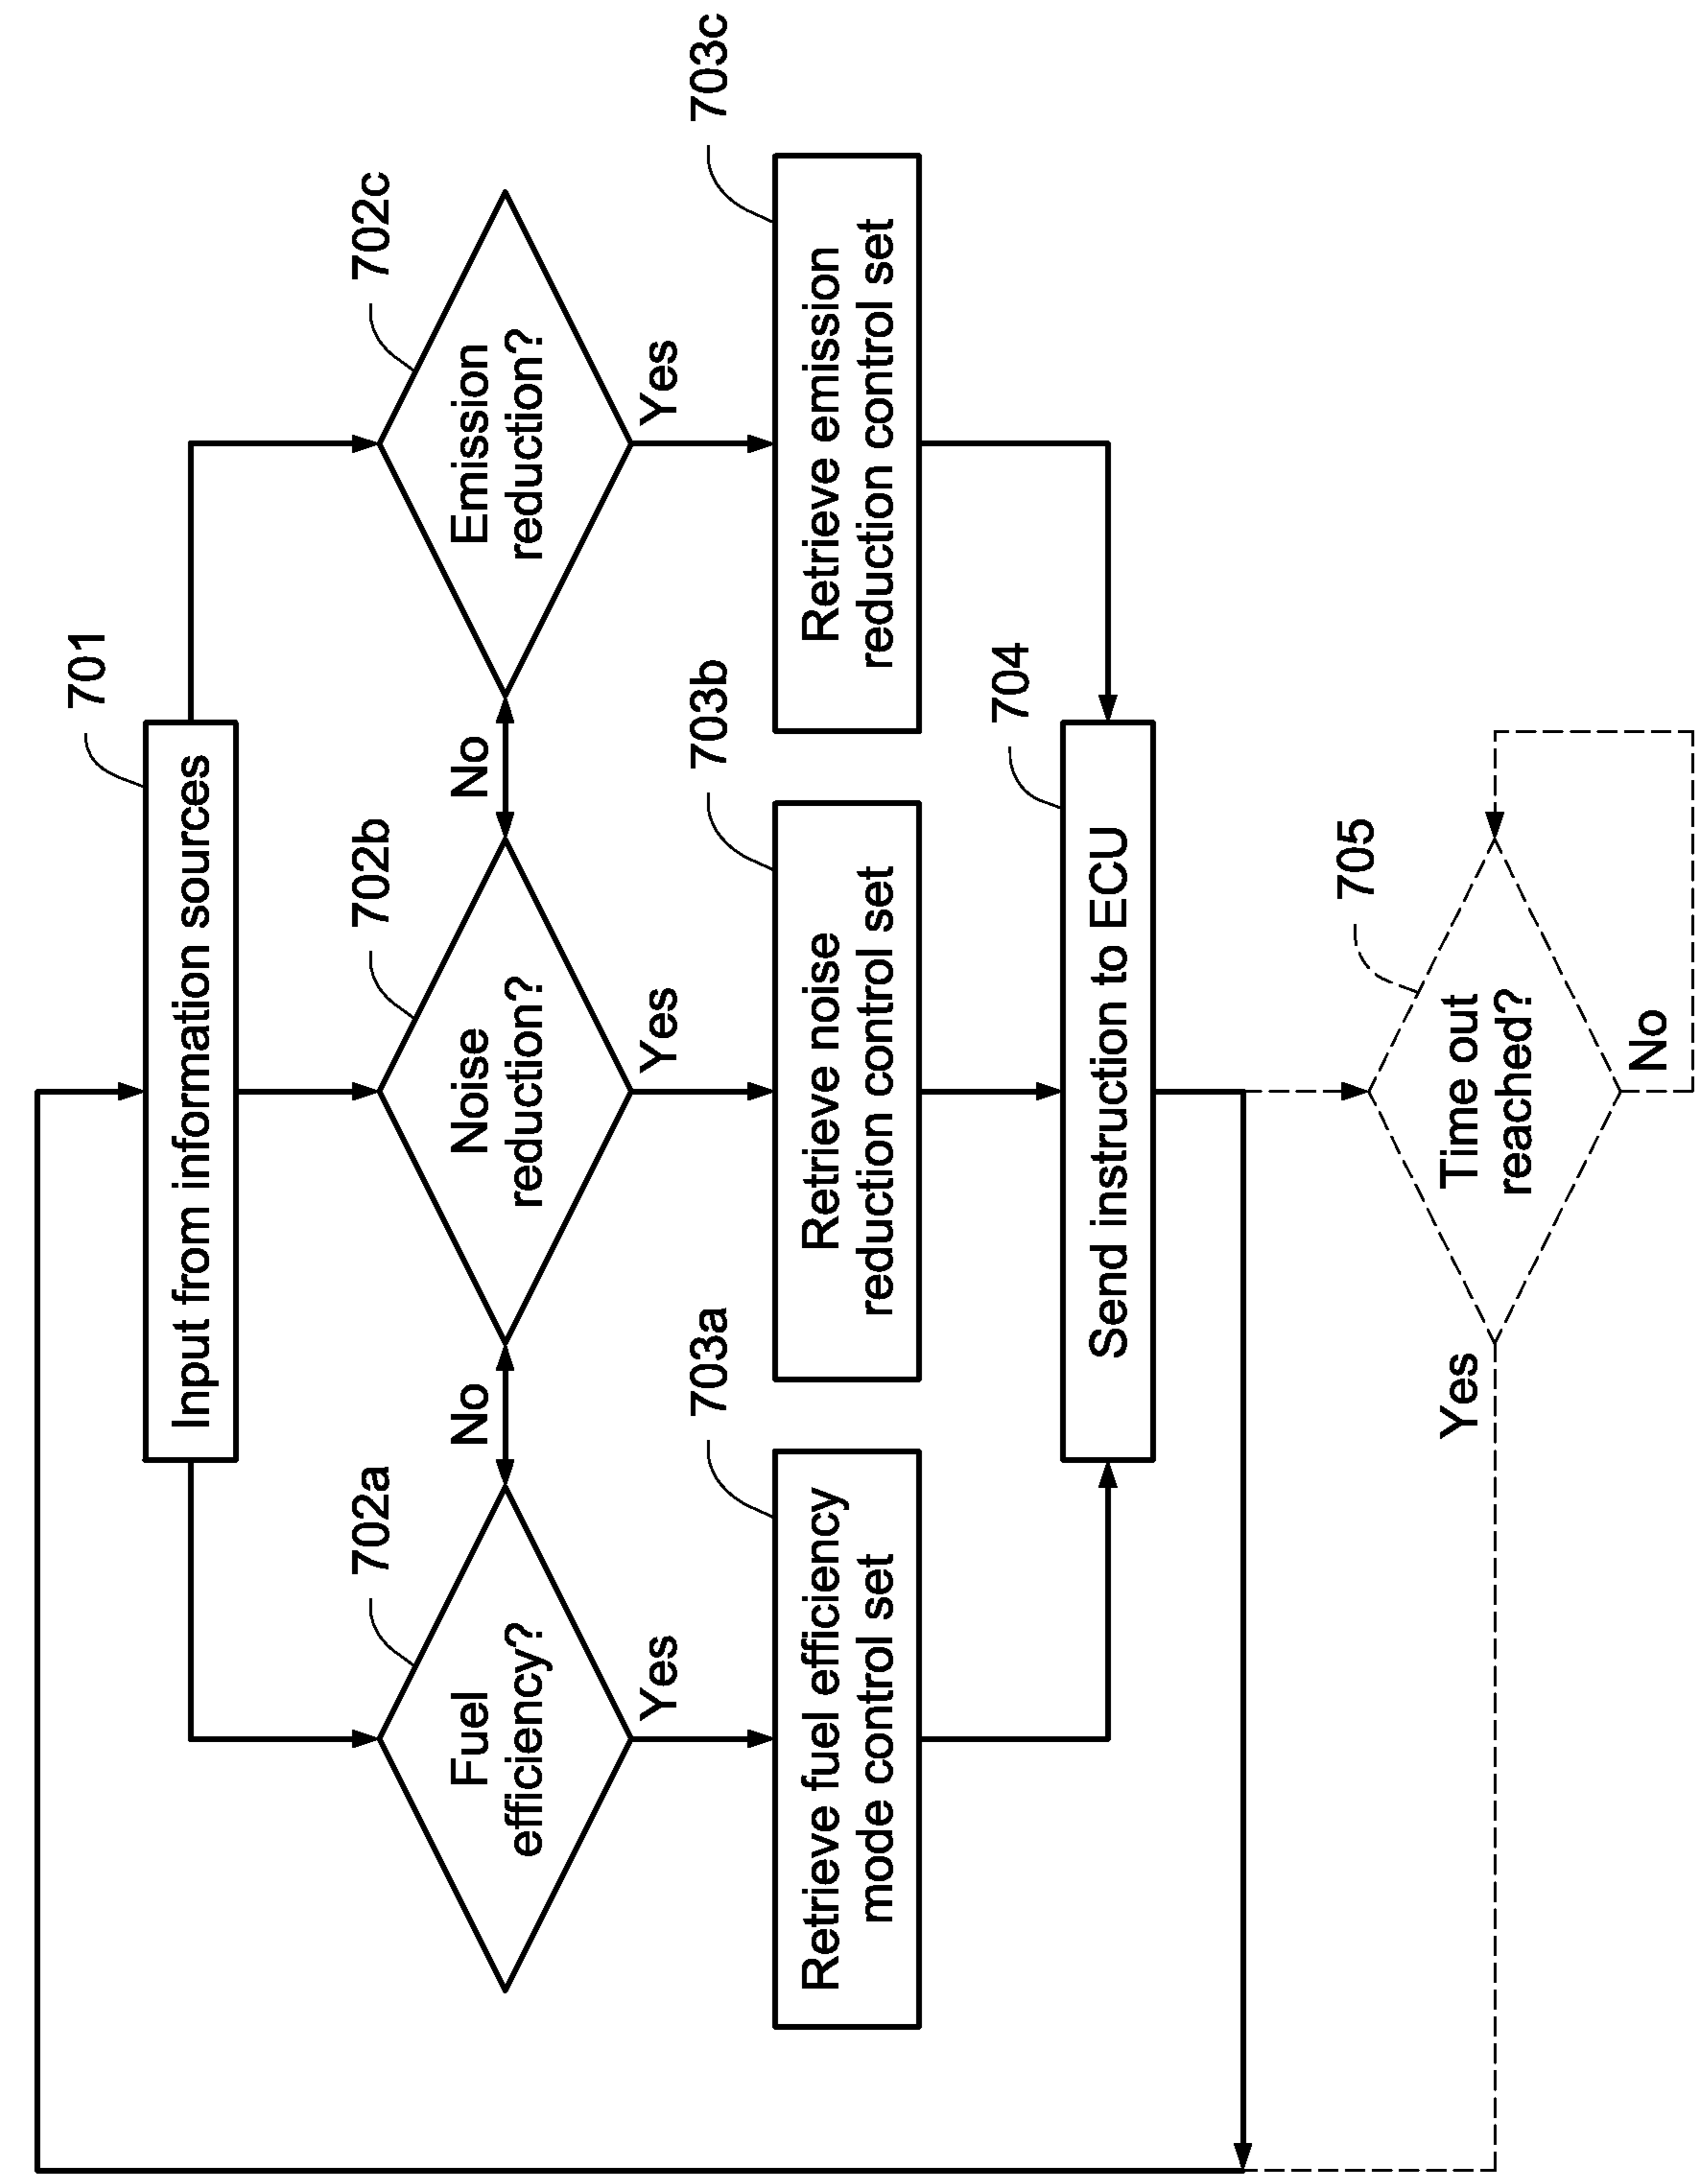 701
Input from information sources
702a
702b
702c
Fuel
efficiency?
No
Noise
reduction?
No
Emission
reduction?
Yes
Yes
Yes
703a
703b
703c
Retrieve fuel efficiency
mode control set
Retrieve noise
reduction control set
Retrieve emission
reduction control set
704
Send instruction to ECU
705
Yes
Time out
reached?
No